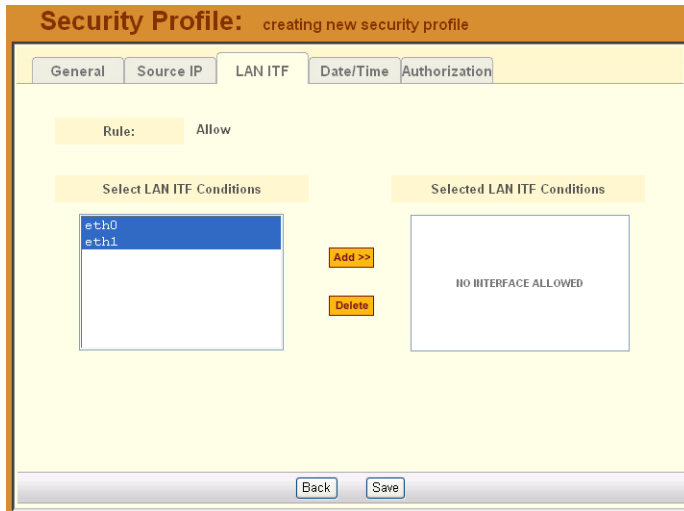 Security Profile: creating new security profile
General Source IP LAN ITF Date/Time Authorization
Rule: Allow
Select LAN ITF Conditions Selected LAN ITF Conditions
eth0
eth1
Add >>
NO INTERFACE ALLOWED
Delete
Back Save